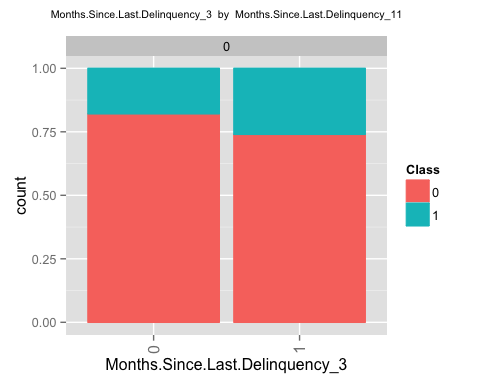 Months.Since.Last.Delinquency_3 by Months.Since.Last.Delinquency_11
0
1.00
0.75
0.50
0.25
0.00
count
0
1
Months.Since.Last.Delinquency_3
Class
0
1